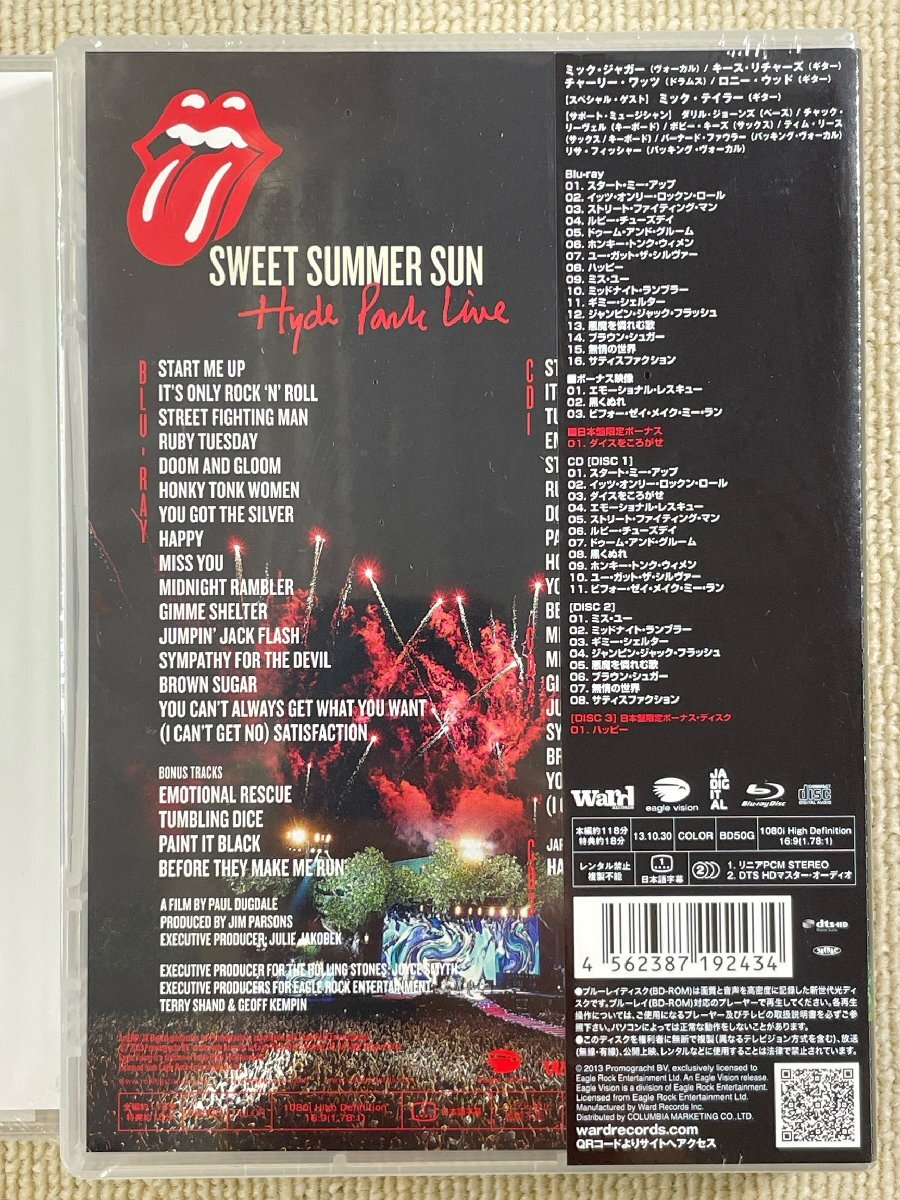 SWEET SUMMER SUN
Hyde Park Live
BLU-RAY
START ME UP
IT'S ONLY ROCK 'N' ROLL
STREET FIGHTING MAN
RUBY TUESDAY
DOOM AND GLOOM
HONKY TONK WOMEN
YOU GOT THE SILVER
HAPPY
MISS YOU
MIDNIGHT RAMBLER
GIMME SHELTER
JUMPIN' JACK FLASH
SYMPATHY FOR THE DEVIL
BROWN SUGAR
YOU CAN'T ALWAYS GET WHAT YOU WANT
(I CAN'T GET NO) SATISFACTION
BONUS TRACKS
EMOTIONAL RESCUE
TUMBLING DICE
PAINT IT BLACK
BEFORE THEY MAKE ME RUN
A FILM BY PAUL DUGDALE
PRODUCED BY JIM PARSONS
EXECUTIVE PRODUCER: JULIE JAKOBEK
EXECUTIVE PRODUCER FOR THE ROLLING STONES: JOYCE SMYTH
EXECUTIVE PRODUCERS FOR EAGLE ROCK ENTERTAINMENT:
TERRY SHAND & GEOFF KEMPIN
1080i High Definition
16:9(1.78:1)
ミック・ジャガー（ヴォーカル）/ キース・リチャーズ（ギター）
チャーリー・ワッツ（ドラムス）/ ロニー・ウッド（ギター）
［スペシャル・ゲスト］ ミック・テイラー（ギター）
［サポート・ミュージシャン］ ダリル・ジョーンズ（ベース）/ チャック・
リーヴェル（キーボード）/ ボビー・キーズ（サックス）/ ティム・リース
（サックス/キーボード）/ バーナード・ファウラー（バッキング・ヴォーカル）
リサ・フィッシャー（バッキング・ヴォーカル）
Blu-ray
01. スタート・ミー・アップ
02. イッツ・オンリー・ロックン・ロール
03. ストリート・ファイティング・マン
04. ルビー・チューズデイ
05. ドゥーム・アンド・グルーム
06. ホンキー・トンク・ウィメン
07. ユー・ガット・ザ・シルヴァー
08. ハッピー
09. ミス・ユー
10. ミッドナイト・ランブラー
11. ギミー・シェルター
12. ジャンピン・ジャック・フラッシュ
13. 悪魔を憐れむ歌
14. ブラウン・シュガー
15. 無情の世界
16. サティスファクション
■ボーナス映像
01. エモーショナル・レスキュー
02. 黒くぬれ
03. ビフォー・ゼイ・メイク・ミー・ラン
■日本盤限定ボーナス
01. ダイスをころがせ
CD [DISC 1]
01. スタート・ミー・アップ
02. イッツ・オンリー・ロックン・ロール
03. ダイスをころがせ
04. エモーショナル・レスキュー
05. ストリート・ファイティング・マン
06. ルビー・チューズデイ
07. ドゥーム・アンド・グルーム
08. 黒くぬれ
09. ホンキー・トンク・ウィメン
10. ユー・ガット・ザ・シルヴァー
11. ビフォー・ゼイ・メイク・ミー・ラン
[DISC 2]
01. ミス・ユー
02. ミッドナイト・ランブラー
03. ギミー・シェルター
04. ジャンピン・ジャック・フラッシュ
05. 悪魔を憐れむ歌
06. ブラウン・シュガー
07. 無情の世界
08. サティスファクション
[DISC 3] 日本盤限定ボーナス・ディスク
01. ハッピー
Ward
eagle vision
JA
DIG
IT
AL
Blu-ray Disc
COMPACT
disc
DIGITAL AUDIO
本編約118分
特典約18分
13.10.30
COLOR
BD50G
1080i High Definition
16:9(1.78:1)
レンタル禁止
複製不能
1
日本語字幕
2
1. リニアPCM STEREO
2. DTS HDマスター・オーディオ
4 562387 192434
dts-HD
●ブルーレイディスク(BD-ROM)は画質と音声を高密度に記録した新世代光ディ
スクです。ブルーレイ(BD-ROM)対応のプレーヤーで再生してください。各再生
操作については、ご使用になるプレーヤー及びテレビの取扱説明書を必ずご参
照下さい。パソコンによっては正常な動作をしないことがあります。
●このディスクを権利者に無断で複製(異なるテレビジョン方式を含む)、放送
(無線・有線)、公開上映、レンタルなどに使用することは法律で禁止されています。
© 2013 Promogracht BV, exclusively licensed to
Eagle Rock Entertainment Ltd. An Eagle Vision release.
Eagle Vision is a division of Eagle Rock Entertainment Ltd.
Licensed from Eagle Rock Entertainment Ltd.
Manufactured by Ward Records Inc.
Distributed by COLUMBIA MARKETING CO.,LTD.
wardrecords.com
QRコードよりサイトへアクセス